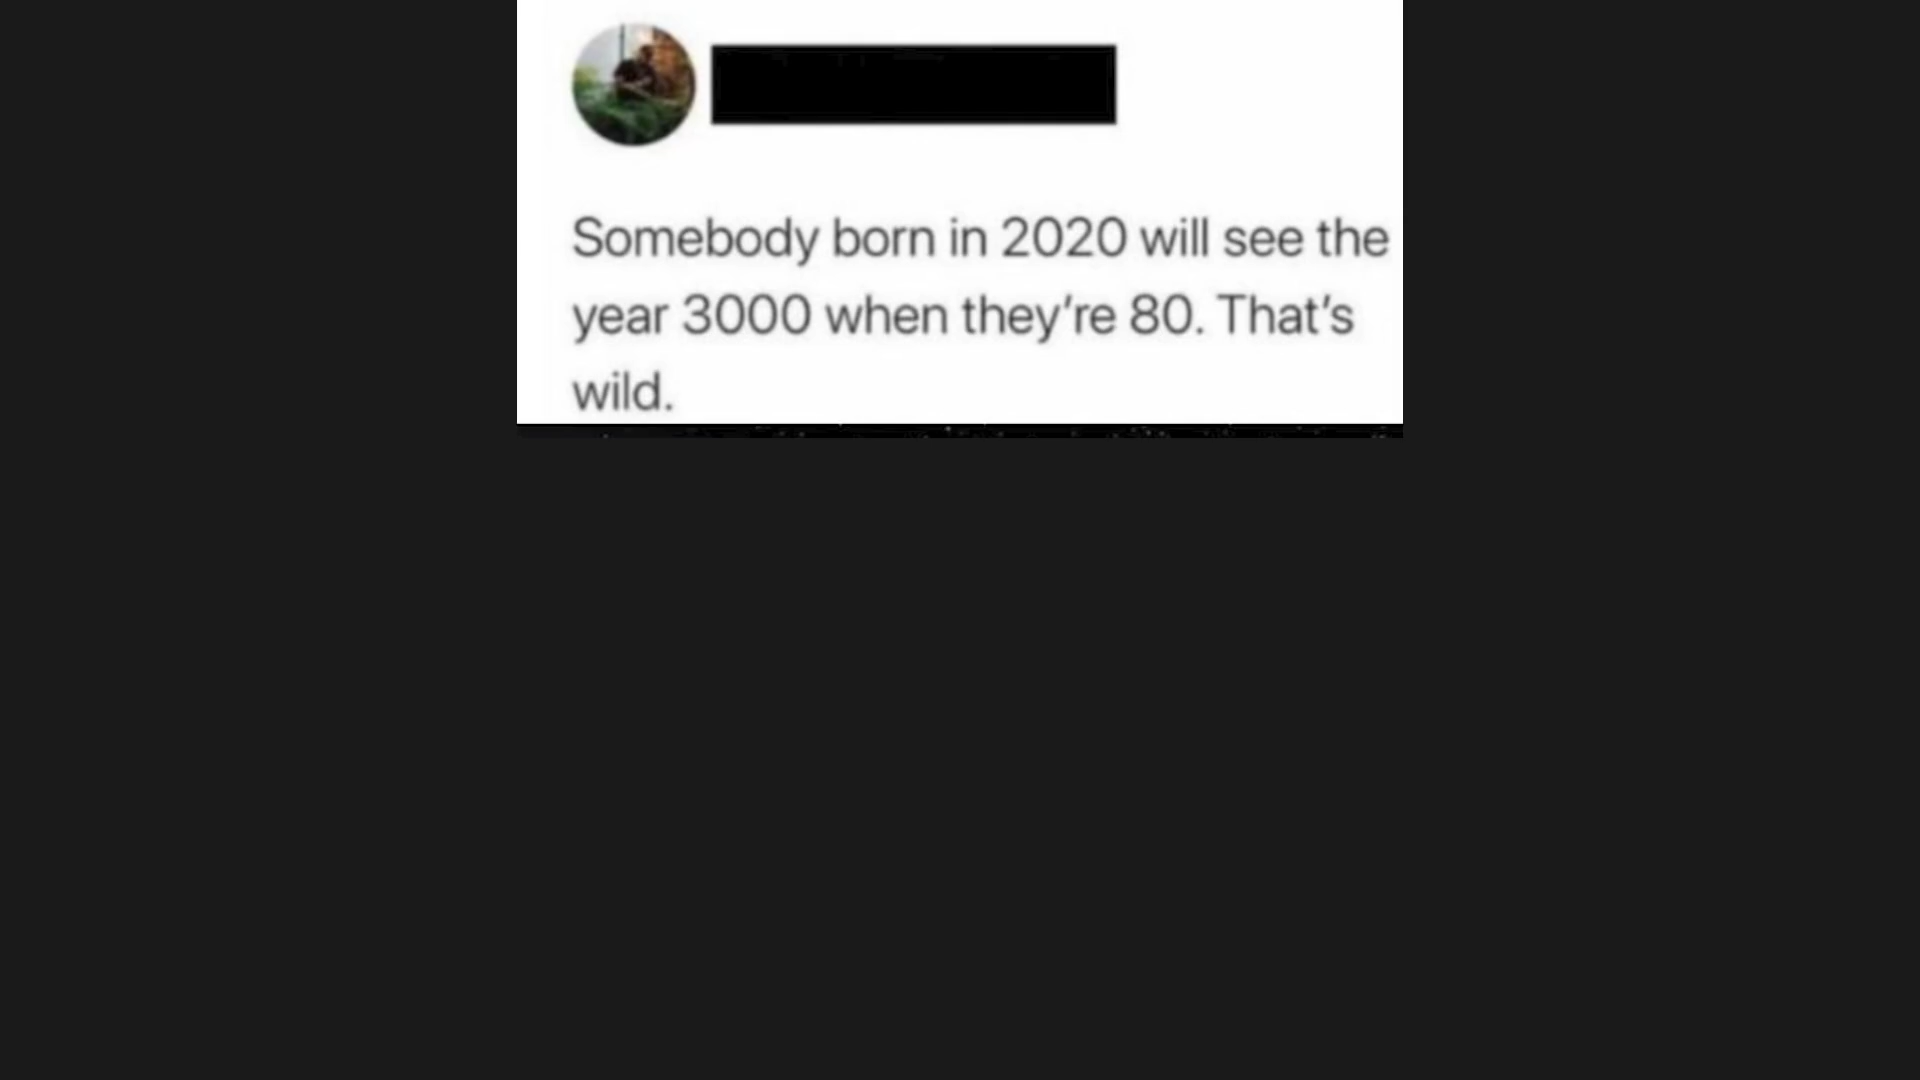 Somebody born in 2020 will see the
year 3000 when they’re 80. That’s
wild.